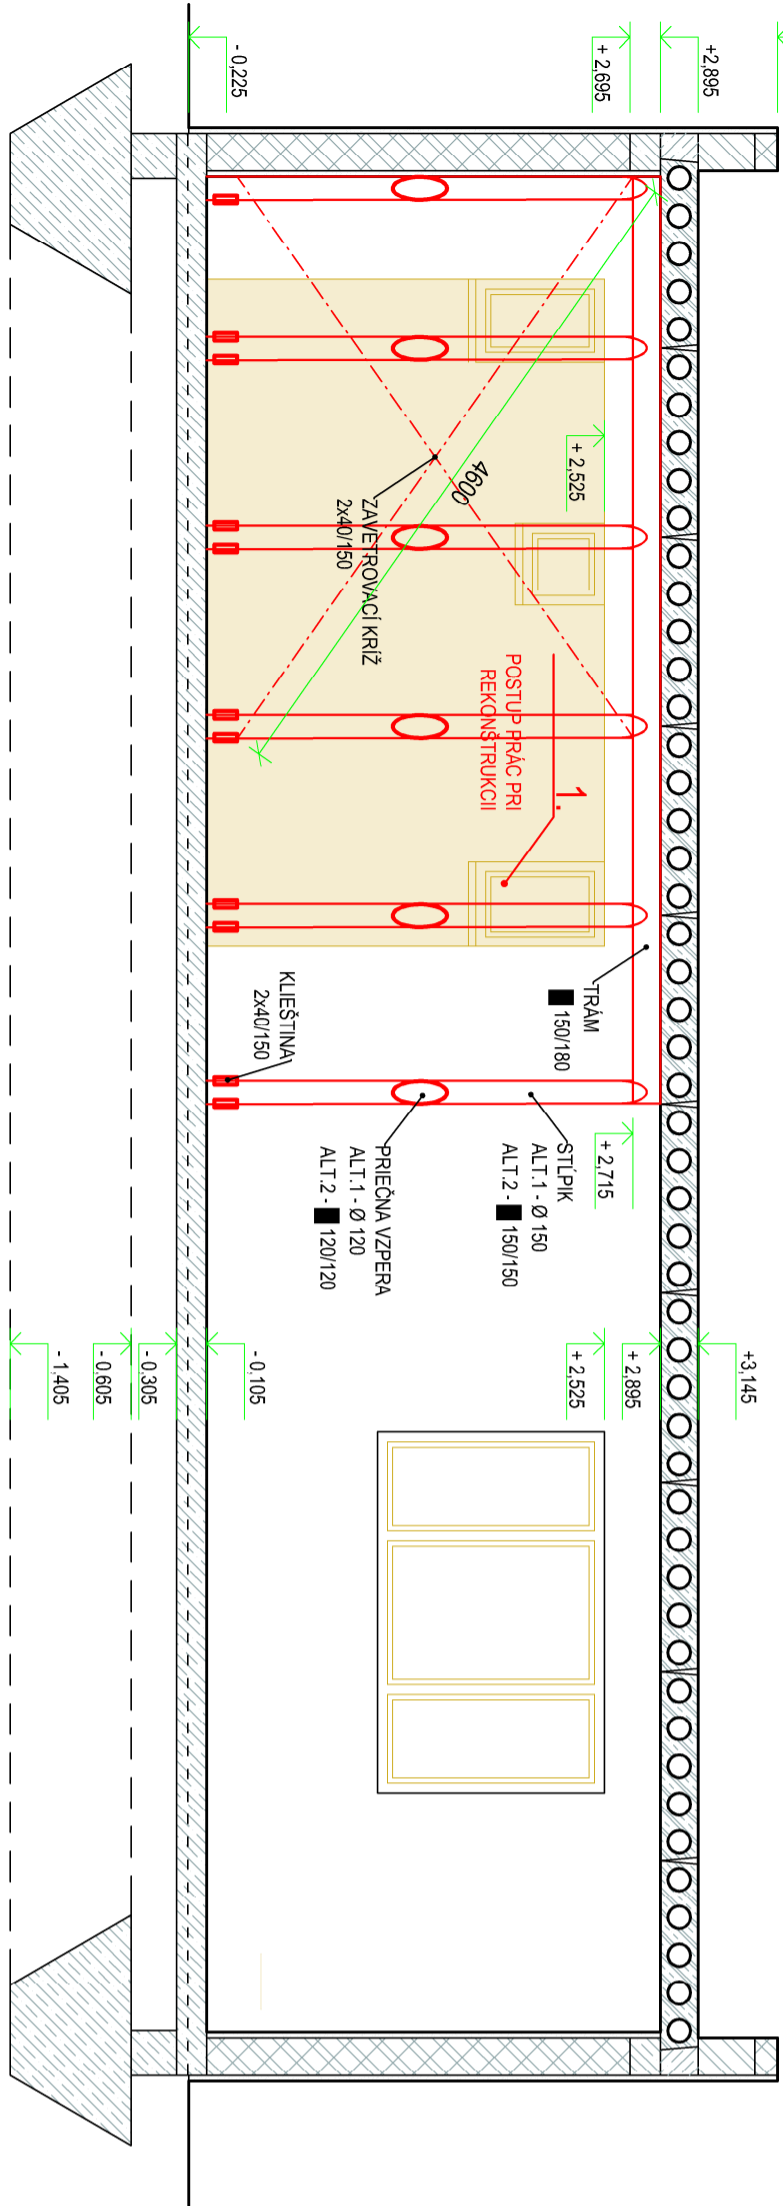 - 0,225
+ 2,695
+2,895
+ 2,525
4600
ZAVETROVACÍ KRÍŽ
2x40/150
1.
POSTUP PRÁC PRI
REKONŠTRUKCII
TRÁM
150/180
KLIEŠTINA
2x40/150
+ 2,715
STĹPIK
ALT.1 - Ø 150
ALT.2 - 150/150
PRIEČNA VZPERA
ALT.1 - Ø 120
ALT.2 - 120/120
+3,145
+ 2,895
+ 2,525
- 0,105
- 0,305
- 0,605
- 1,405